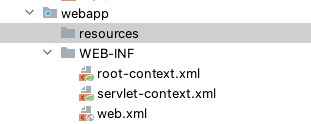 webapp
resources
WEB-INF
root-context.xml
servlet-context.xml
web.xml